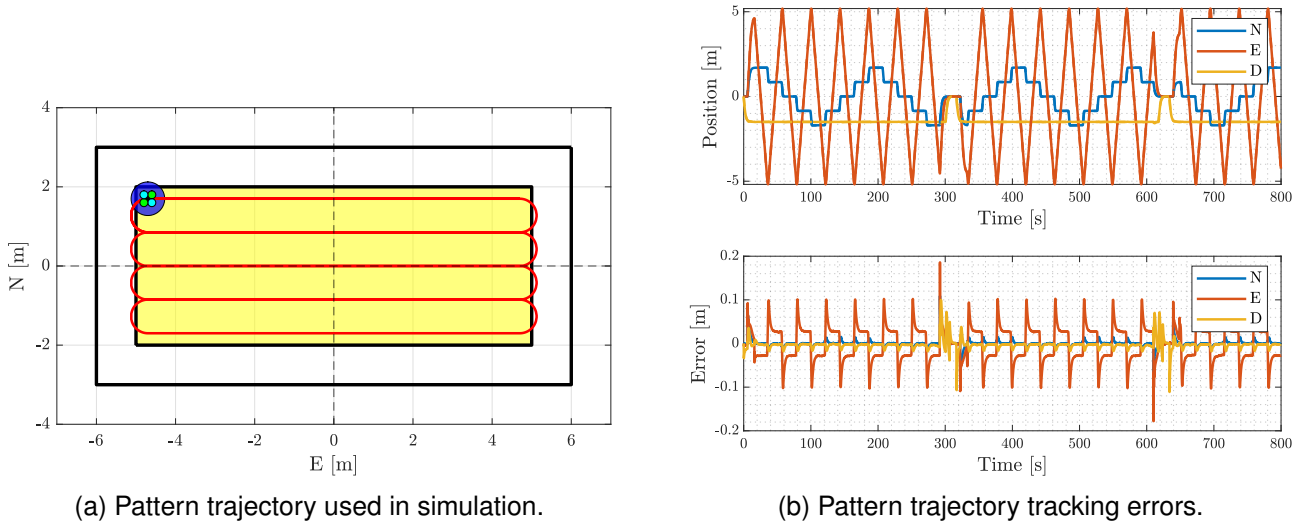 4
2
0
-2
-4
N [m]
-6 -4 -2 0 2 4 6
E [m]
(a) Pattern trajectory used in simulation.
5
0
-5
Position [m]
N
E
D
0 100 200 300 400 500 600 700 800
Time [s]
0.2
0.1
0
-0.1
-0.2
Error [m]
N
E
D
0 100 200 300 400 500 600 700 800
Time [s]
(b) Pattern trajectory tracking errors.